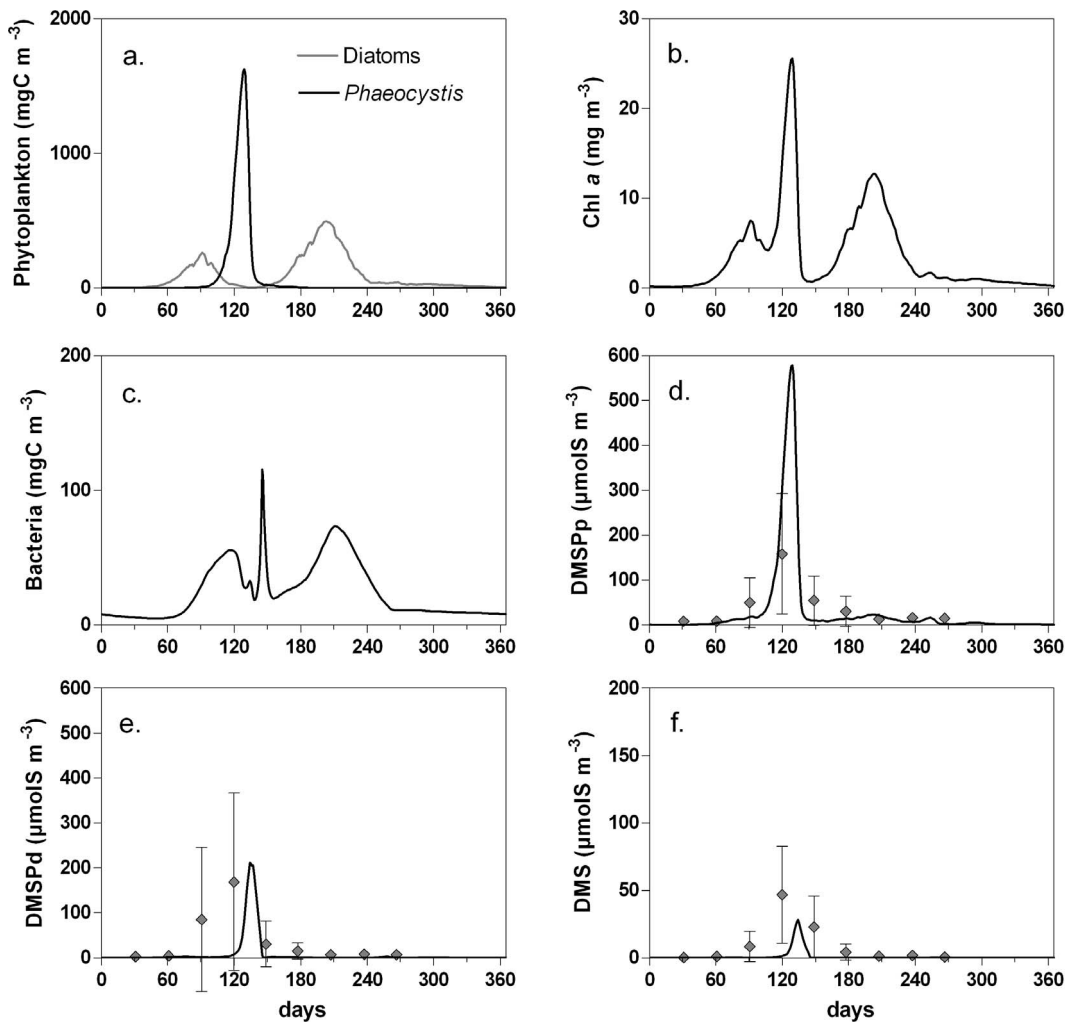 a.
Diatoms
Phaeocystis
Phytoplankton (mgC m⁻³)
2000
1000
0
0 60 120 180 240 300 360
b.
Chl a (mg m⁻³)
30
20
10
0
0 60 120 180 240 300 360
c.
Bacteria (mgC m⁻³)
200
100
0
0 60 120 180 240 300 360
d.
DMSPp (µmolS m⁻³)
600
500
400
300
200
100
0
0 60 120 180 240 300 360
e.
DMSPd (µmolS m⁻³)
600
500
400
300
200
100
0
0 60 120 180 240 300 360
days
f.
DMS (µmolS m⁻³)
200
150
100
50
0
0 60 120 180 240 300 360
days